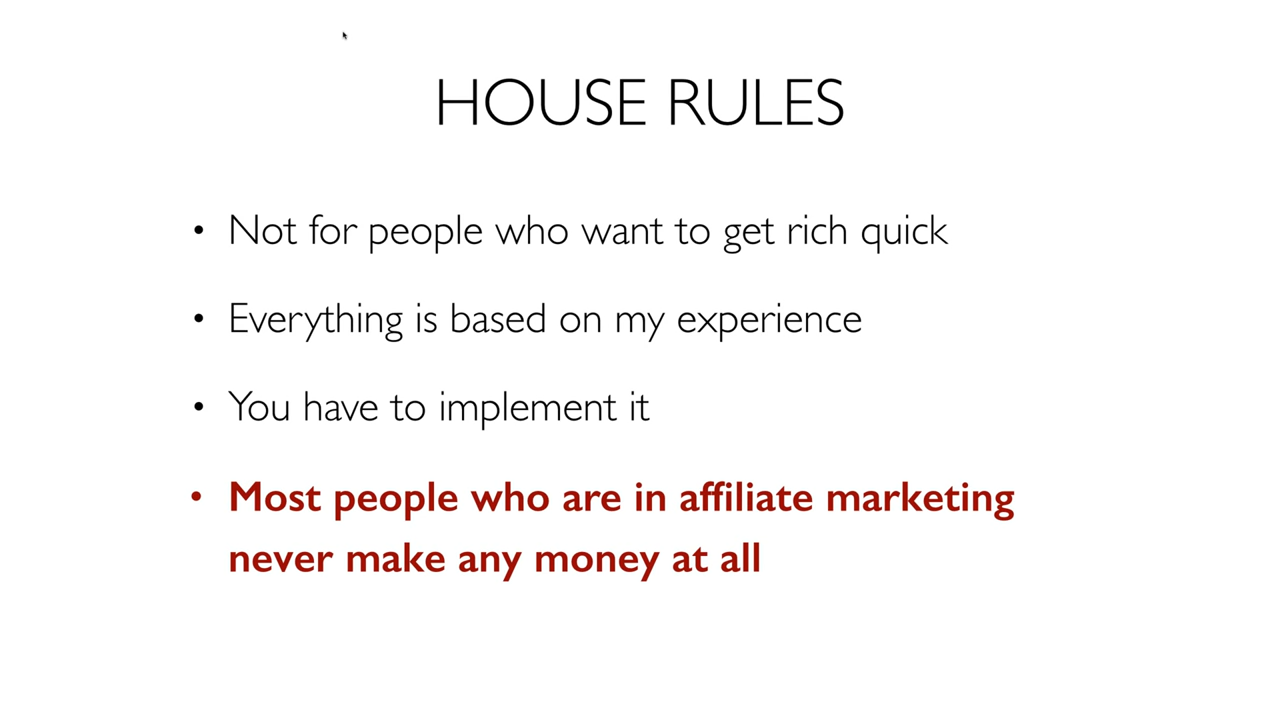 HOUSE RULES
• Not for people who want to get rich quick
• Everything is based on my experience
• You have to implement it
• Most people who are in affiliate marketing
never make any money at all